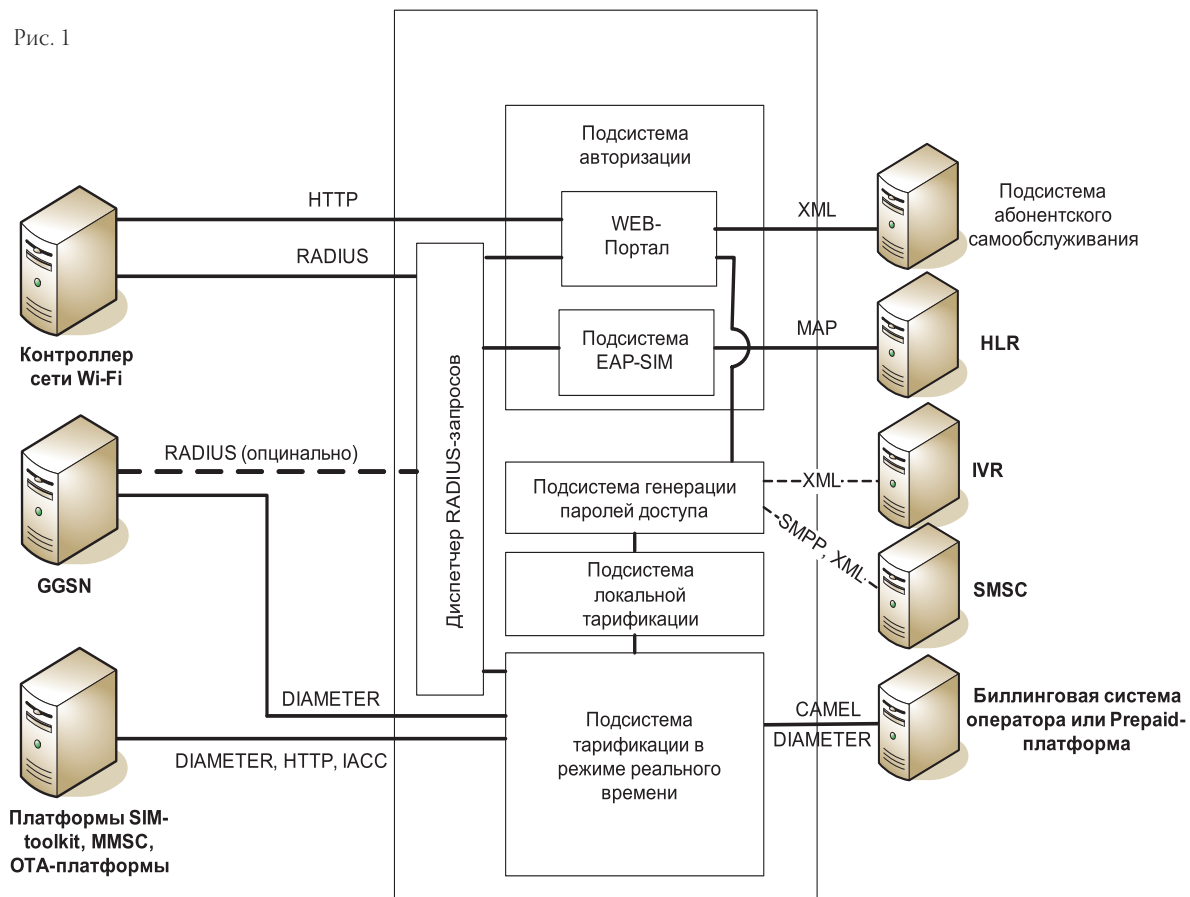 Рис. 1
Подсистема
авторизации
HTTP
WEB-
Портал
XML
Подсистема
абонентского
самообслуживания
RADIUS
Контроллер
сети Wi-Fi
Диспетчер RADIUS-запросов
Подсистема
EAP-SIM
MAP
HLR
RADIUS (опцинально)
GGSN
Подсистема генерации
паролей доступа
XML
IVR
SMPP, XML
SMSC
Подсистема
локальной
тарификации
DIAMETER
DIAMETER, HTTP, IACC
Платформы SIM-
toolkit, MMSC,
OTA-платформы
Подсистема
тарификации в
режиме реального
времени
CAMEL
DIAMETER
Биллинговая система
оператора или Prepaid-
платформа